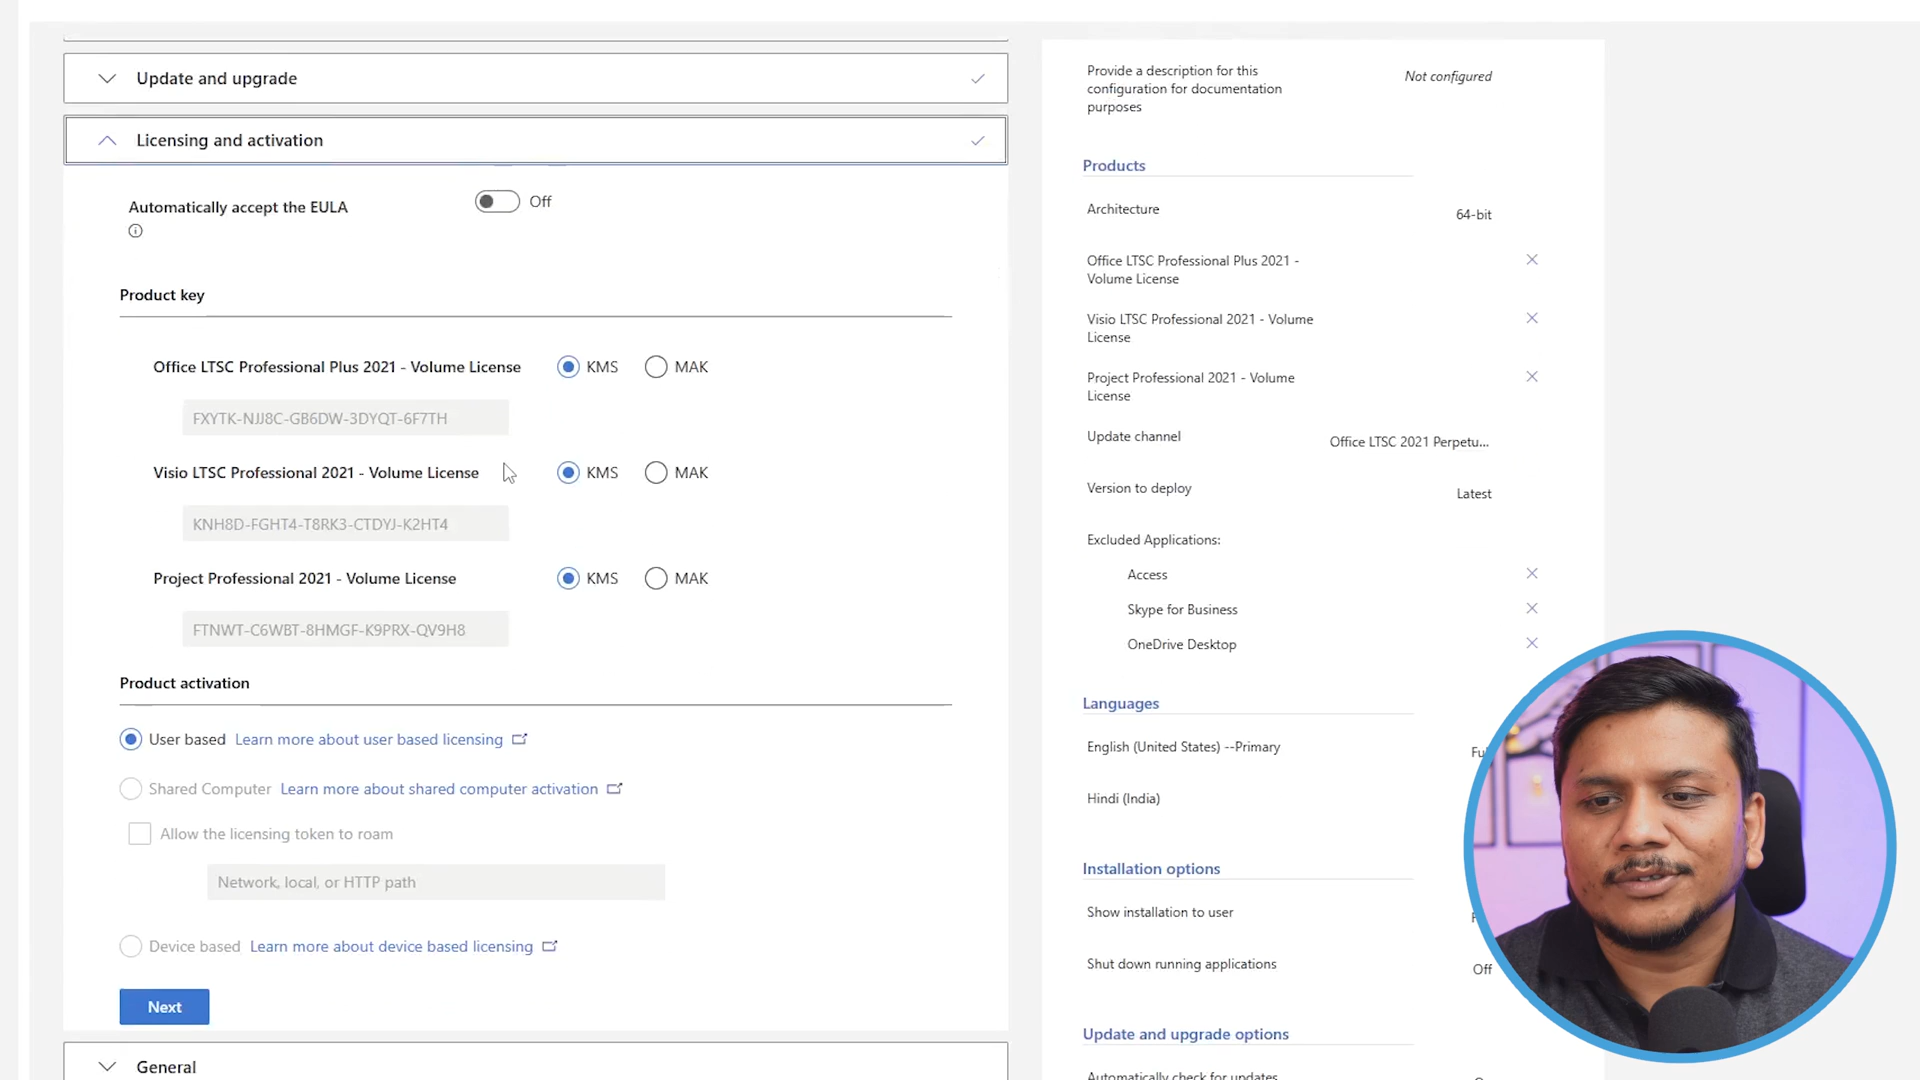 Update and upgrade
Licensing and activation
Automatically accept the EULA
Off
Product key
Office LTSC Professional Plus 2021 - Volume License
KMS
MAK
FXYTK-NJJ8C-GB6DW-3DYQT-6F7TH
Visio LTSC Professional 2021 - Volume License
KMS
MAK
KNH8D-FGHT4-T8RK3-CTDYJ-K2HT4
Project Professional 2021 - Volume License
KMS
MAK
FTNWT-C6WBT-8HMGF-K9PRX-QV9H8
Product activation
User based Learn more about user based licensing
Shared Computer Learn more about shared computer activation
Allow the licensing token to roam
Network, local, or HTTP path
Device based Learn more about device based licensing
Next
General
Provide a description for this
configuration for documentation
purposes
Not configured
Products
Architecture
64-bit
Office LTSC Professional Plus 2021 -
Volume License
Visio LTSC Professional 2021 - Volume
License
Project Professional 2021 - Volume
License
Update channel
Office LTSC 2021 Perpetu...
Version to deploy
Latest
Excluded Applications:
Access
Skype for Business
OneDrive Desktop
Languages
English (United States) --Primary
Hindi (India)
Installation options
Show installation to user
Shut down running applications
Off
Update and upgrade options
Automatically check for updates